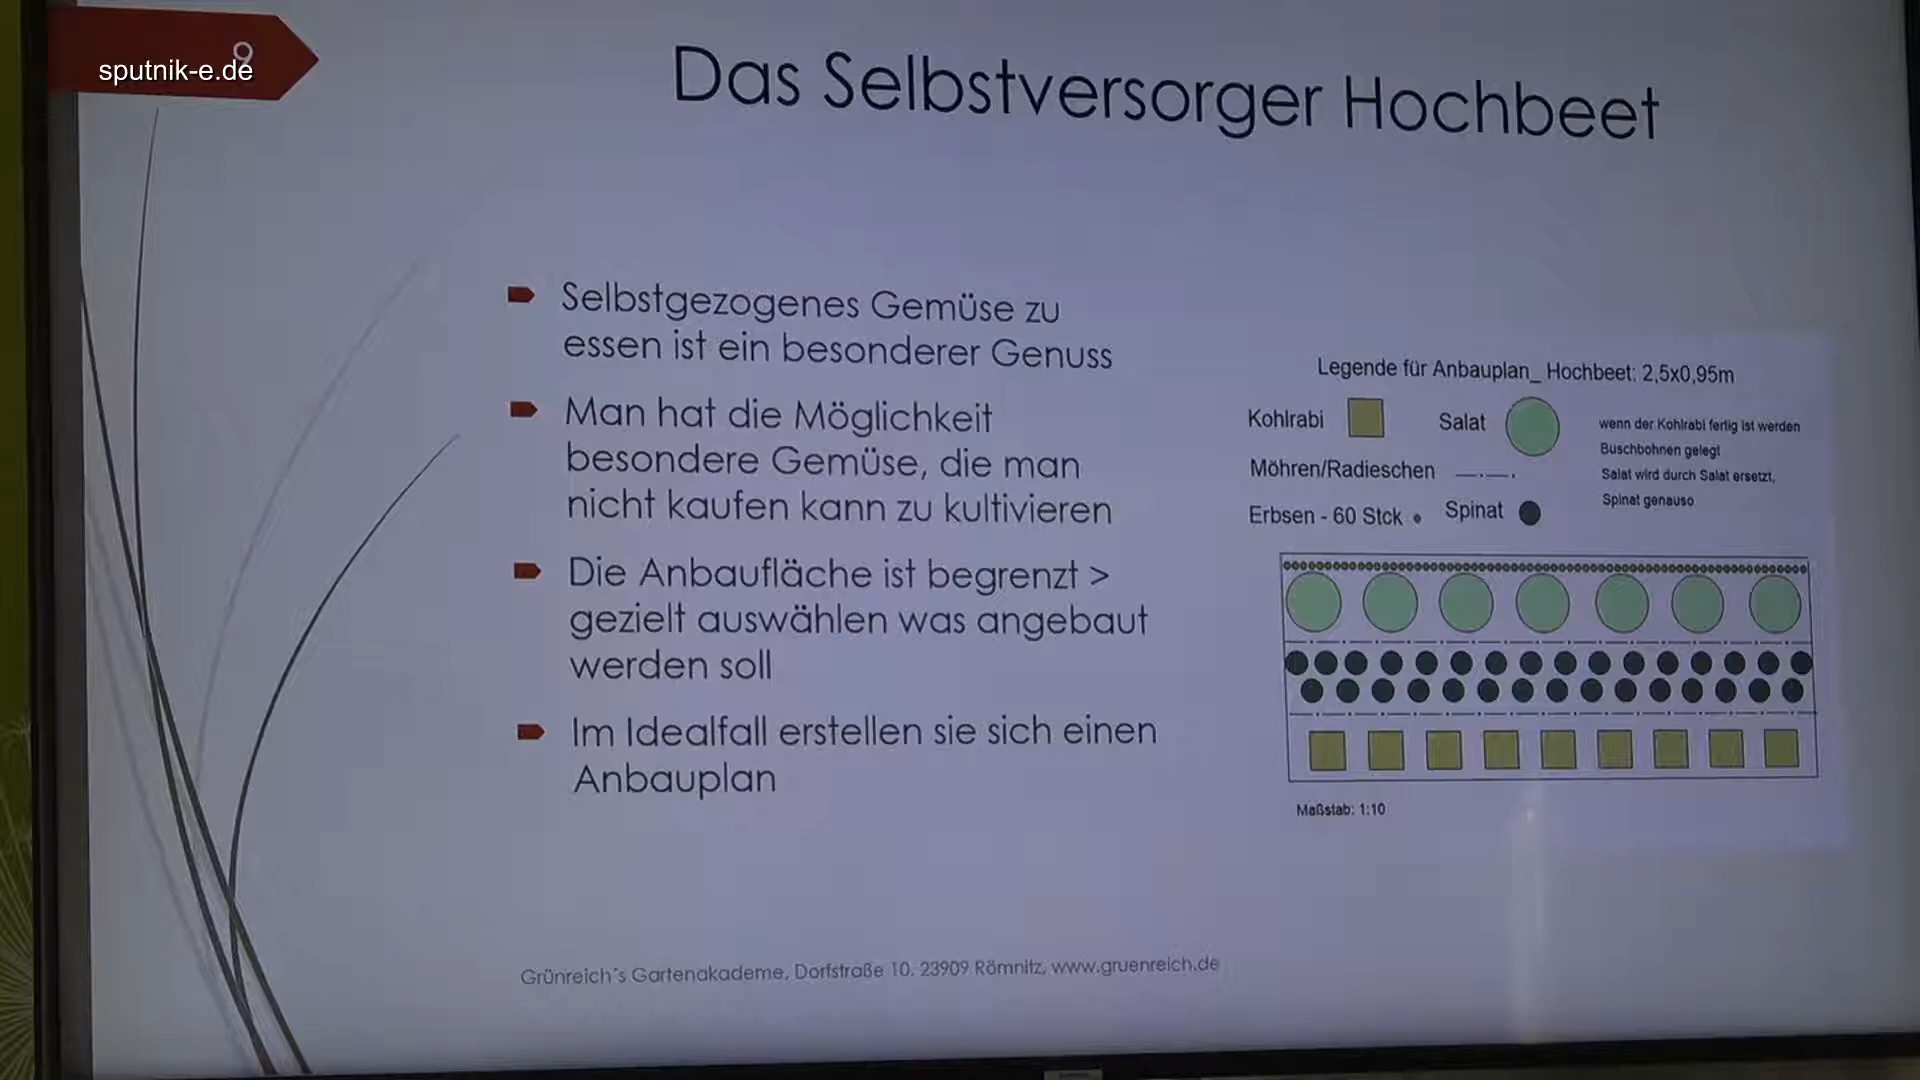 9
sputnik-e.de
Das Selbstversorger Hochbeet
Selbstgezogenes Gemüse zu
essen ist ein besonderer Genuss
Man hat die Möglichkeit
besondere Gemüse, die man
nicht kaufen kann zu kultivieren
Die Anbaufläche ist begrenzt >
gezielt auswählen was angebaut
werden soll
Im Idealfall erstellen sie sich einen
Anbauplan
Legende für Anbauplan_ Hochbeet: 2,5x0,95m
Kohlrabi
Salat
Möhren/Radieschen
Erbsen - 60 Stck
Spinat
wenn der Kohlrabi fertig ist werden
Buschbohnen gelegt
Salat wird durch Salat ersetzt,
Spinat genauso
Maßstab: 1:10
Grünreich´s Gartenakademe, Dorfstraße 10, 23909 Römnitz, www.gruenreich.de